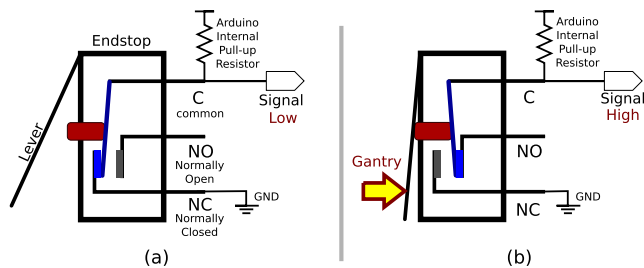 Endstop
Arduino
Internal
Pull-up
Resistor
C
common
Signal
Low
Lever
NO
Normally
Open
NC
Normally
Closed
GND
(a)
Arduino
Internal
Pull-up
Resistor
C
Signal
High
Gantry
NO
NC
GND
(b)